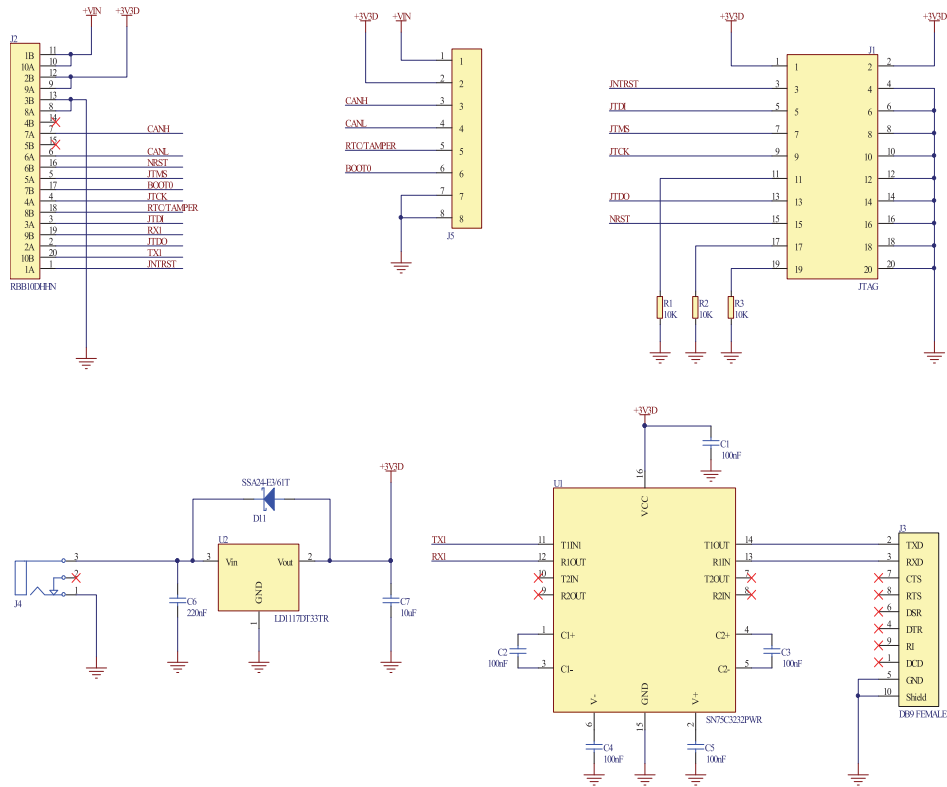 +VIN
+3V3D
J2
1B 11
10A 10
2B 12
9A 9
3B 13
8A 8
4B 14
7A 7 CANH
5B 15
6A 6 CANL
6B 16 NRST
5A 5 JTMS
7B 17 BOOT0
4A 4 JTCK
8B 18 RTC/TAMPER
3A 3 JTDI
9B 19 RX1
2A 2 JTDO
10B 20 TX1
1A 1 JNTRST
RBB10DHHN
+3V3D
+VIN
1 1
2 2
CANH 3 3
CANL 4 4
RTC/TAMPER 5 5
BOOT0 6 6
7 7
8 8
J5
+3V3D
+3V3D
J1
1 1 2 2
JNTRST 3 3 4 4
JTDI 5 5 6 6
JTMS 7 7 8 8
JTCK 9 9 10 10
11 11 12 12
JTDO 13 13 14 14
NRST 15 15 16 16
17 17 18 18
19 19 20 20
JTAG
R1
10K
R2
10K
R3
10K
SSA24-E3/61T
D11
+3V3D
U2
3 Vin Vout 2
GND
1
LD1117DT33TR
3
2
1
J4
C6
220nF
C7
10uF
+3V3D
C1
100nF
16
U1
VCC
TX1 11 T1IN1 T1OUT 14
RX1 12 R1OUT R1IN 13
10 T2IN T2OUT 7
9 R2OUT R2IN 8
1 C1+ C2+ 4
C2
100nF
C3
100nF
3 C1- C2- 5
V-
GND
V+
6
15
2
SN75C3232PWR
C4
100nF
C5
100nF
J3
2 TXD
3 RXD
7 CTS
8 RTS
6 DSR
4 DTR
9 RI
1 DCD
5 GND
10 Shield
DB9 FEMALE